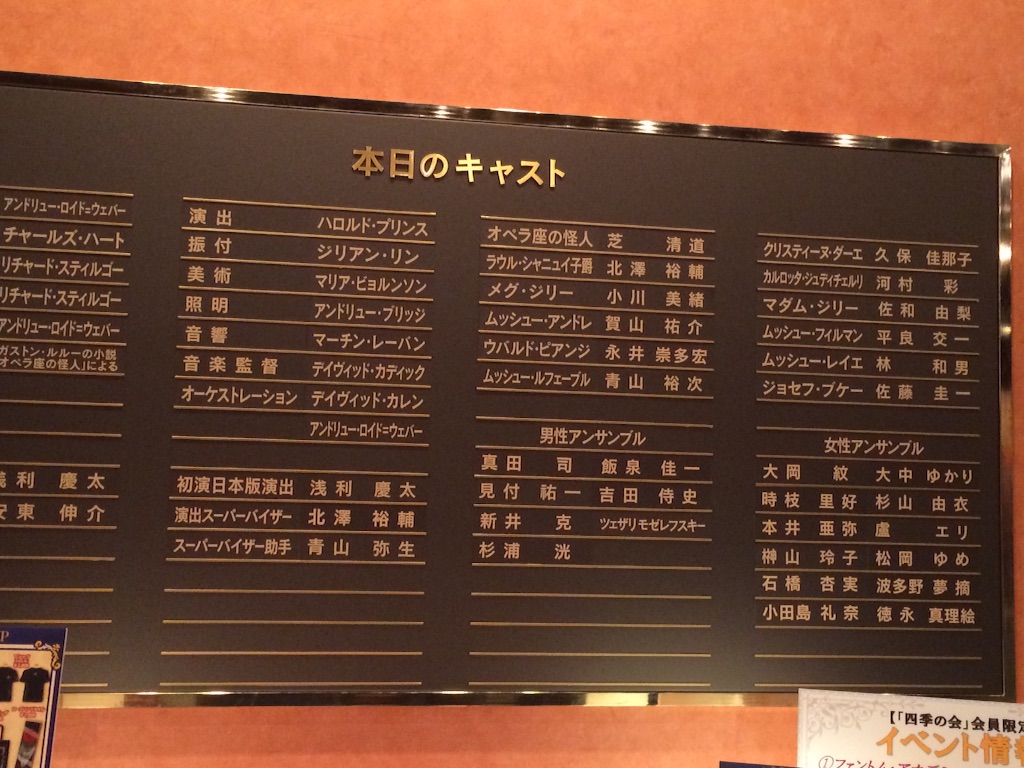 本日のキャスト
アンドリュー・ロイド=ウェバー
チャールズ・ハート
リチャード・スティルゴー
リチャード・スティルゴー
アンドリュー・ロイド=ウェバー
ガストン・ルルーの小説
「オペラ座の怪人」による
浅利 慶太
安東 伸介
演出 ハロルド・プリンス
振付 ジリアン・リン
美術 マリア・ビョルンソン
照明 アンドリュー・ブリッジ
音響 マーチン・レーバン
音楽監督 デイヴィッド・カディック
オーケストレーション デイヴィッド・カレン
アンドリュー・ロイド=ウェバー
初演日本版演出 浅利 慶太
演出スーパーバイザー 北澤 裕輔
スーパーバイザー助手 青山 弥生
オペラ座の怪人 芝 清道
ラウル・シャニュイ子爵 北澤 裕輔
メグ・ジリー 小川 美緒
ムッシュー・アンドレ 賀山 祐介
ウバルド・ピアンジ 永井 崇多宏
ムッシュー・ルフェーブル 青山 裕次
男性アンサンブル
真田 司 飯泉 佳一
見付 祐一 吉田 侍史
新井 克 ツェザリモゼレフスキー
杉浦 洸
クリスティーヌ・ダーエ 久保 佳那子
カルロッタ・ジュディチェルリ 河村 彩
マダム・ジリー 佐和 由梨
ムッシュー・フィルマン 平良 交一
ムッシュー・レイエ 林 和男
ジョセフ・ブケー 佐藤 圭一
女性アンサンブル
大岡 紋 大中 ゆかり
時枝 里好 杉山 由衣
本井 亜弥 盧 エリ
榊山 玲子 松岡 ゆめ
石橋 杏実 波多野 夢摘
小田島 礼奈 徳永 真理絵
【「四季の会」会員限定
イベント情報
①ファントム・アカデ